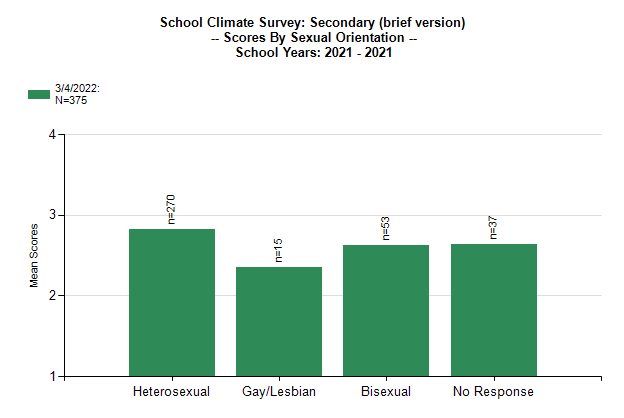 School Climate Survey: Secondary (brief version)
-- Scores By Sexual Orientation --
School Years: 2021 - 2021
3/4/2022:
N=375
4
3
2
1
Mean Scores
n=270
n=15
n=53
n=37
Heterosexual
Gay/Lesbian
Bisexual
No Response